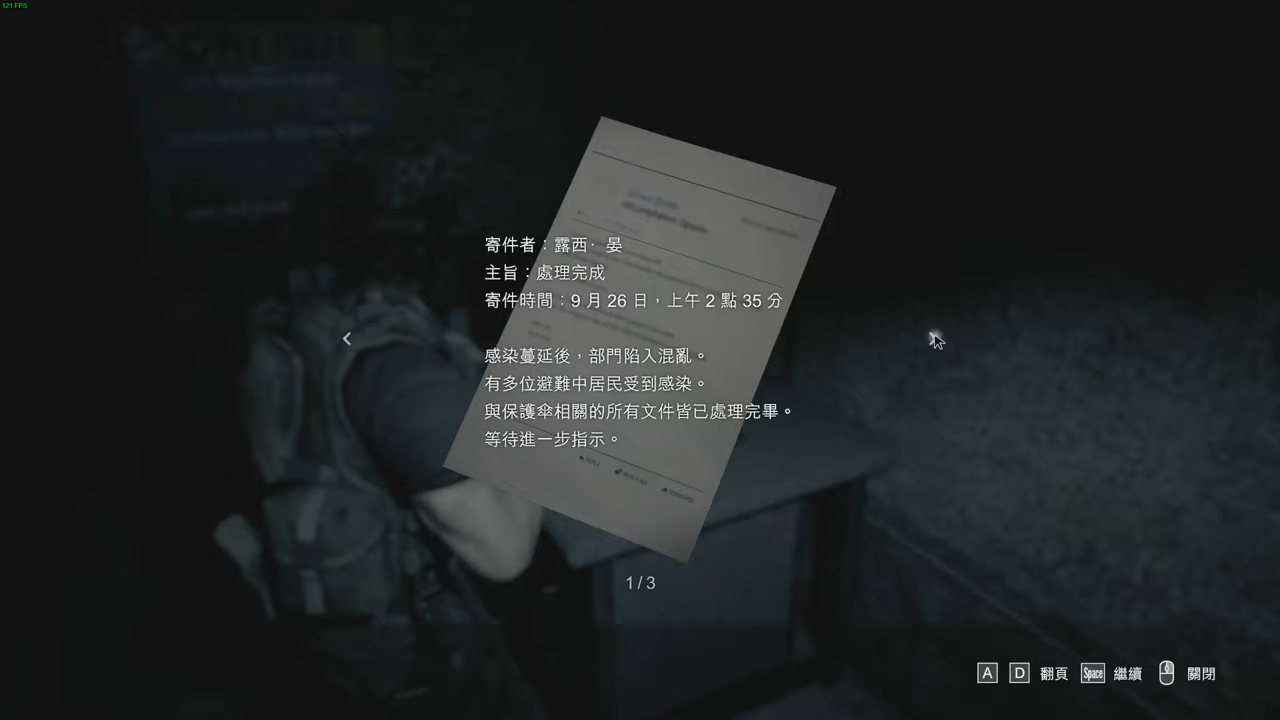 121 FPS
寄件者：露西· 晏
主旨：處理完成
寄件時間：9 月 26 日，上午 2 點 35 分
感染蔓延後，部門陷入混亂。
有多位避難中居民受到感染。
與保護傘相關的所有文件皆已處理完畢。
等待進一步指示。
1 / 3
A D 翻頁 Space 繼續 關閉